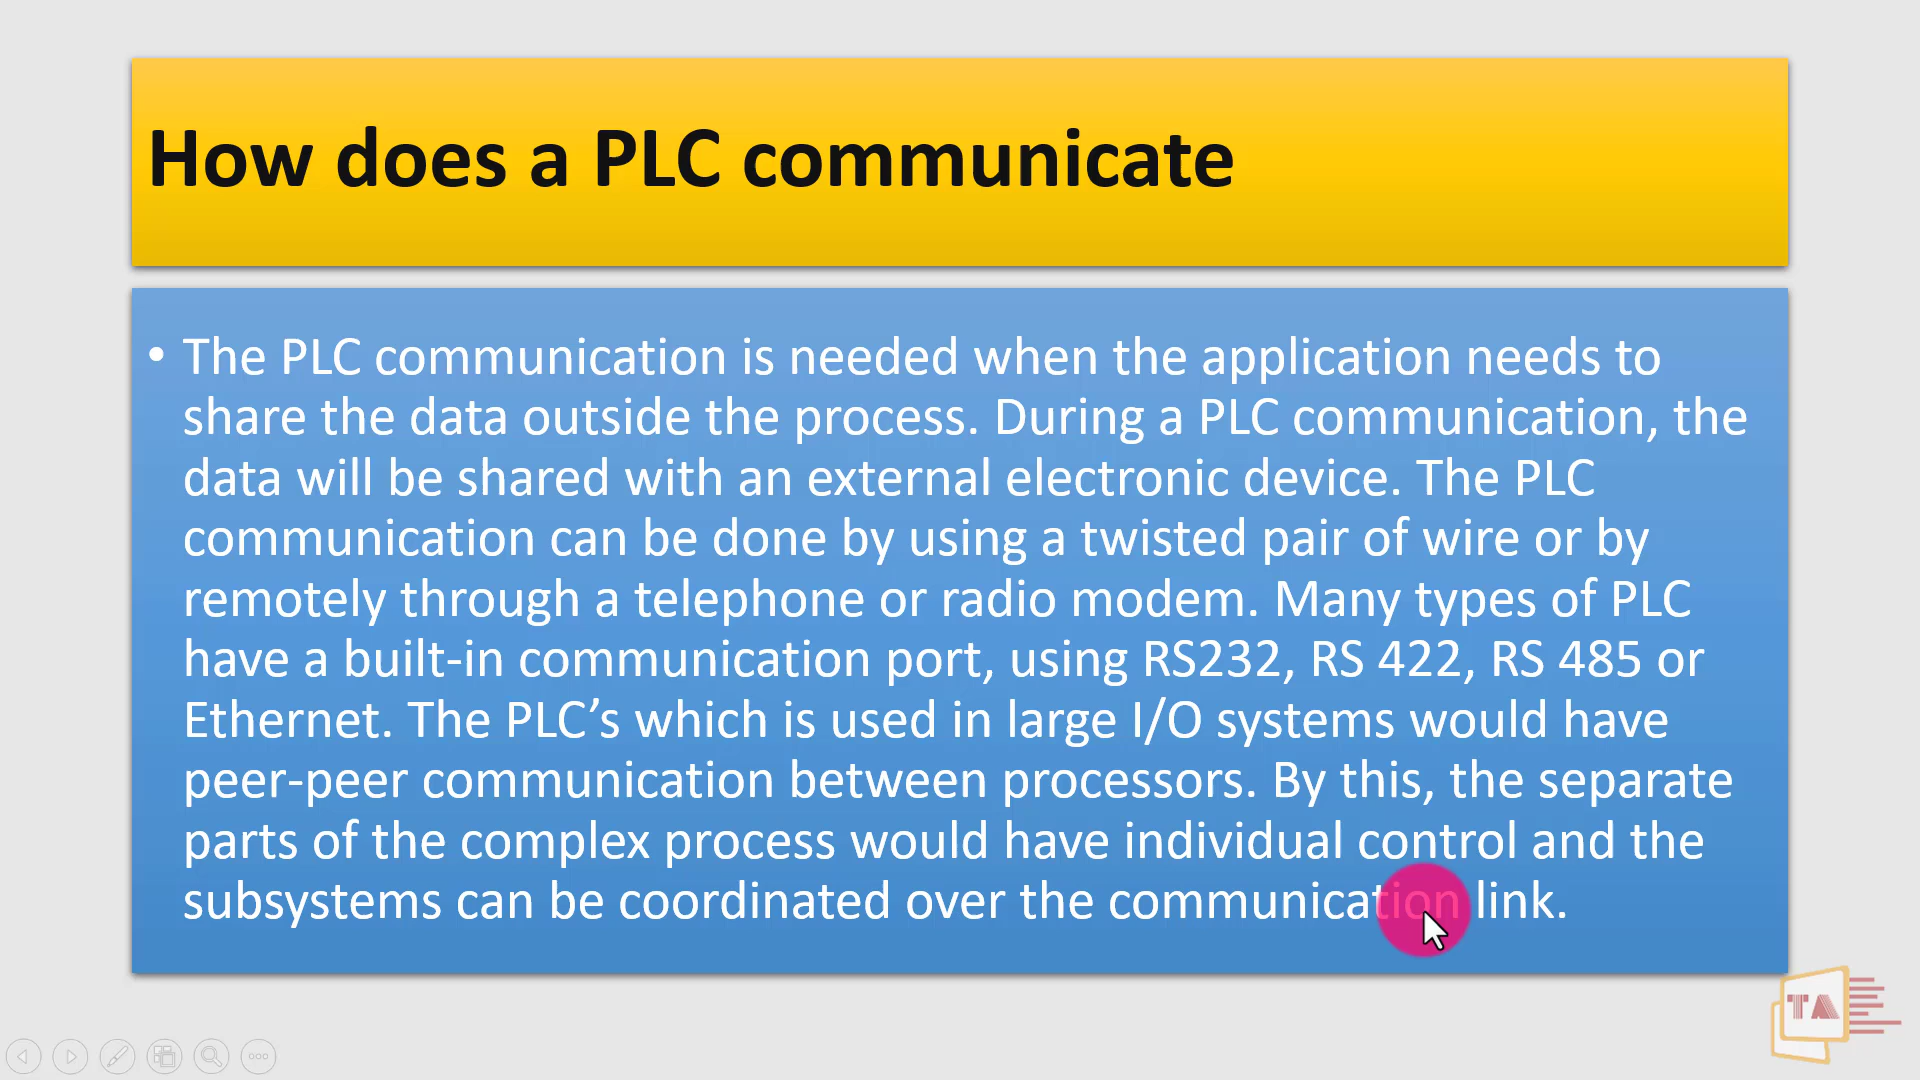 How does a PLC communicate
• The PLC communication is needed when the application needs to
share the data outside the process. During a PLC communication, the
data will be shared with an external electronic device. The PLC
communication can be done by using a twisted pair of wire or by
remotely through a telephone or radio modem. Many types of PLC
have a built-in communication port, using RS232, RS 422, RS 485 or
Ethernet. The PLC’s which is used in large I/O systems would have
peer-peer communication between processors. By this, the separate
parts of the complex process would have individual control and the
subsystems can be coordinated over the communication link.
TA